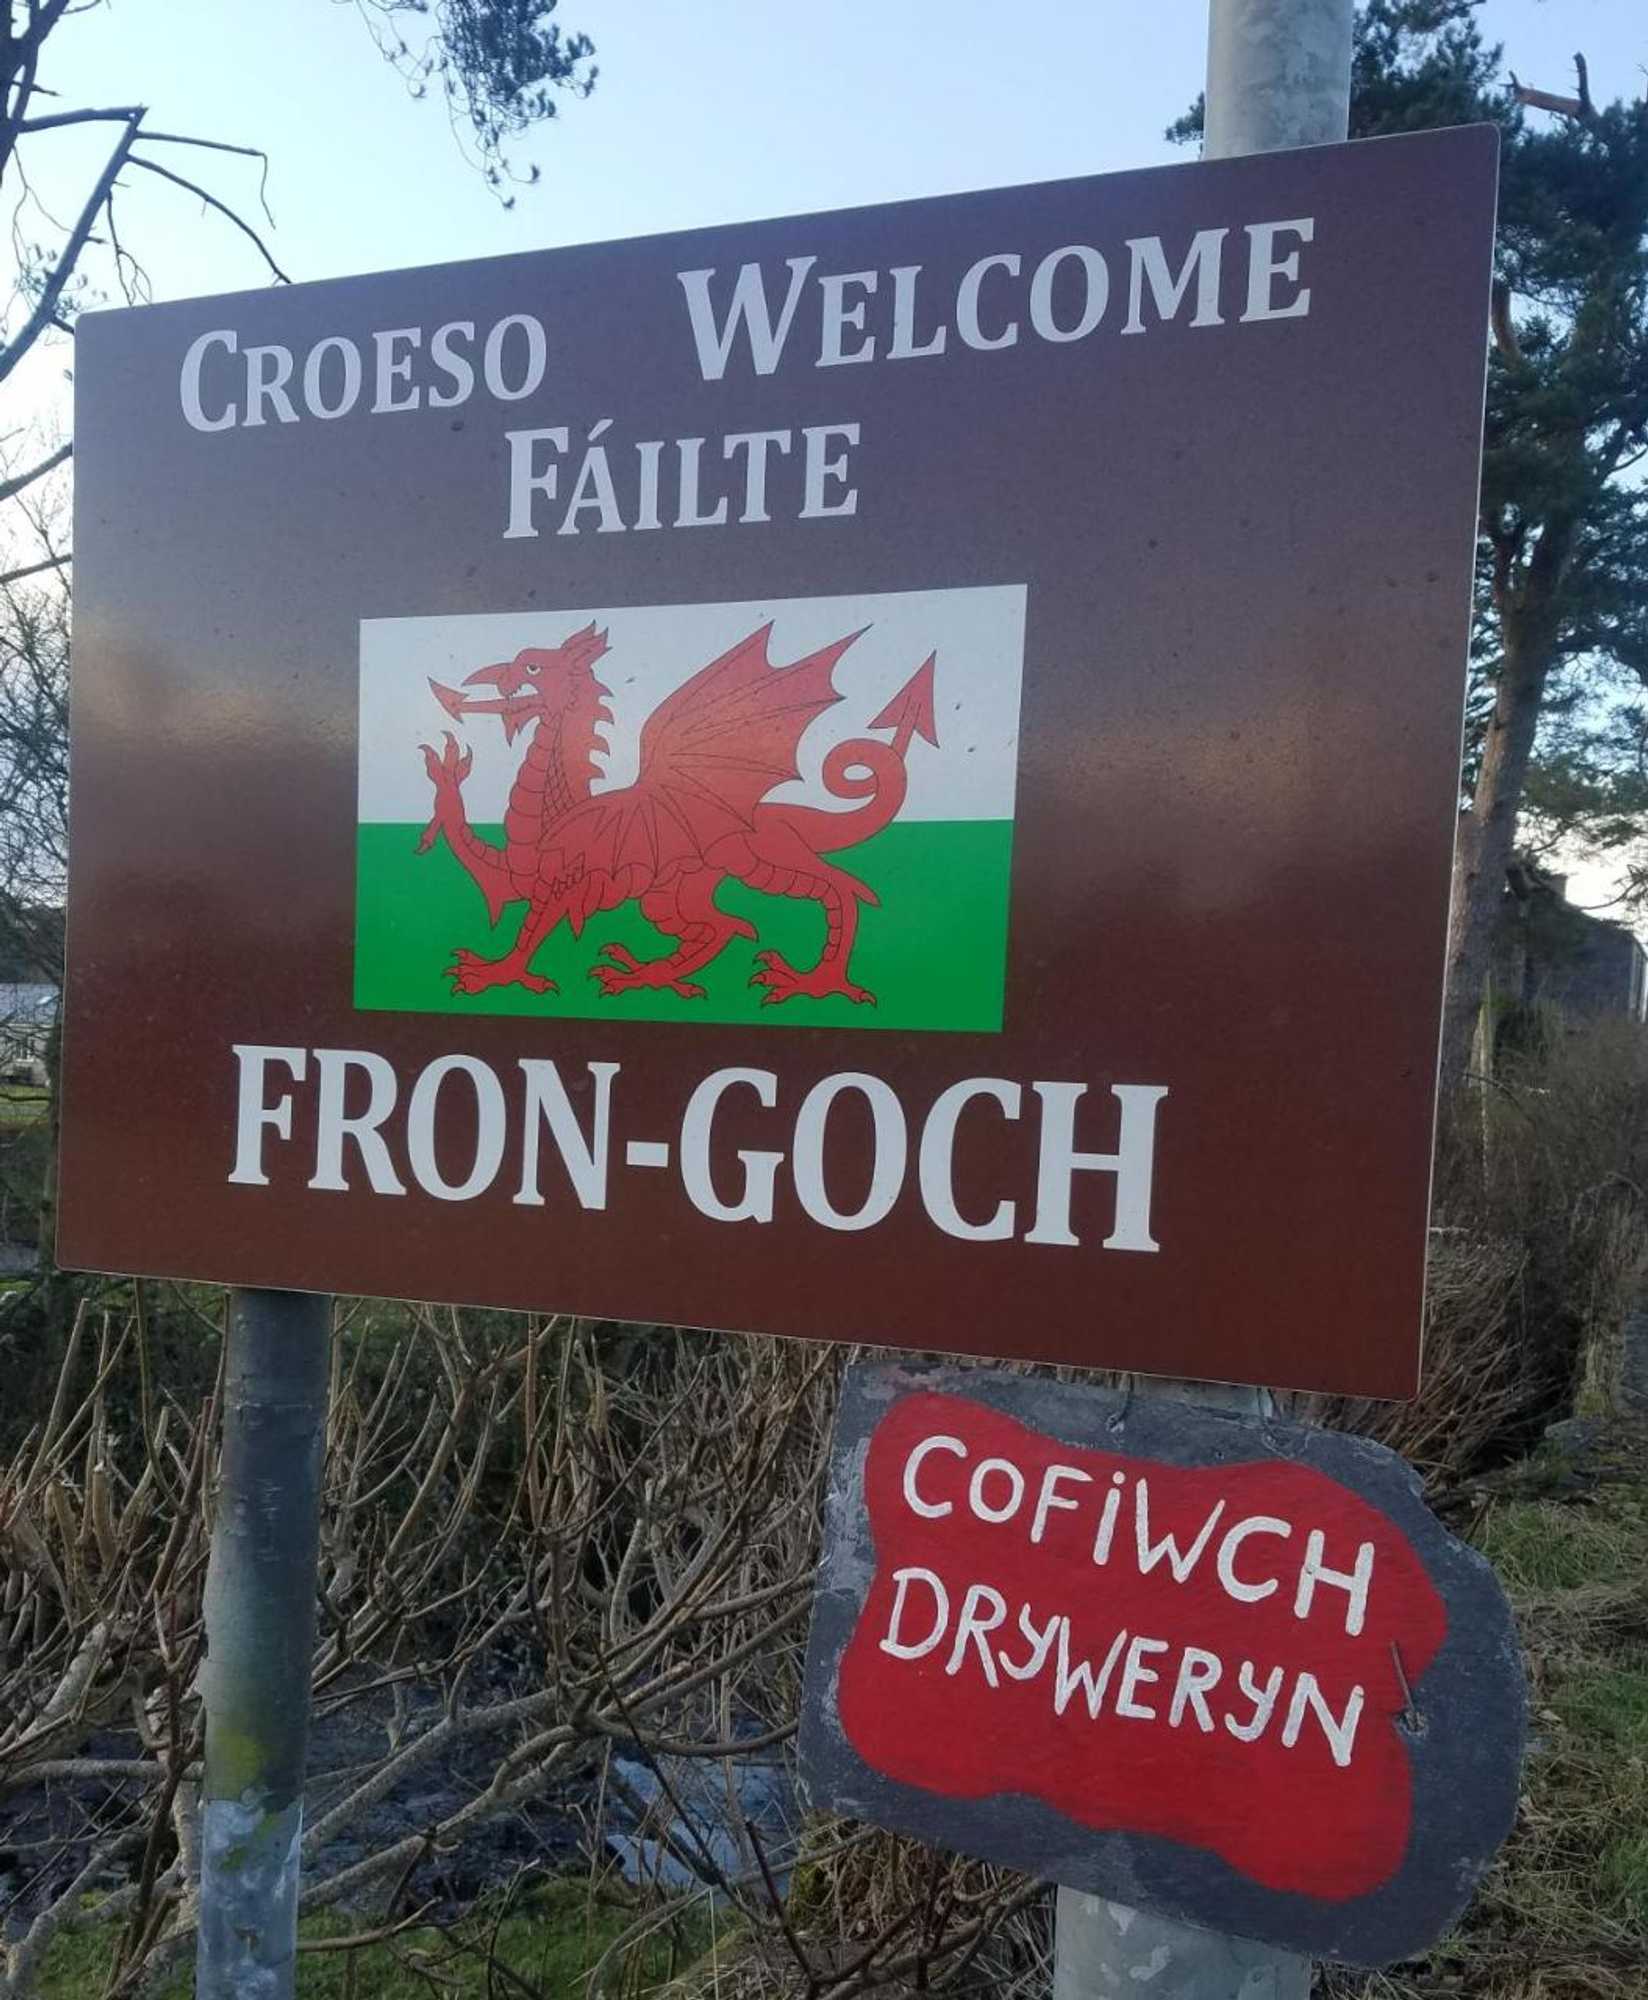 CROESO WELCOME
FÁILTE
FRON-GOCH
COFiWCH
DRYWERYN